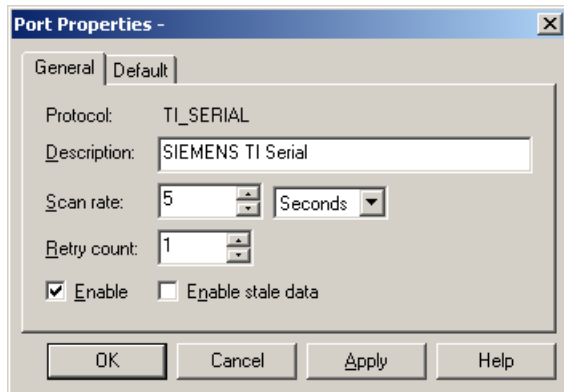 Port Properties -
General Default
Protocol: TI_SERIAL
Description: SIEMENS TI Serial
Scan rate: 5 Seconds
Retry count: 1
Enable Enable stale data
OK Cancel Apply Help